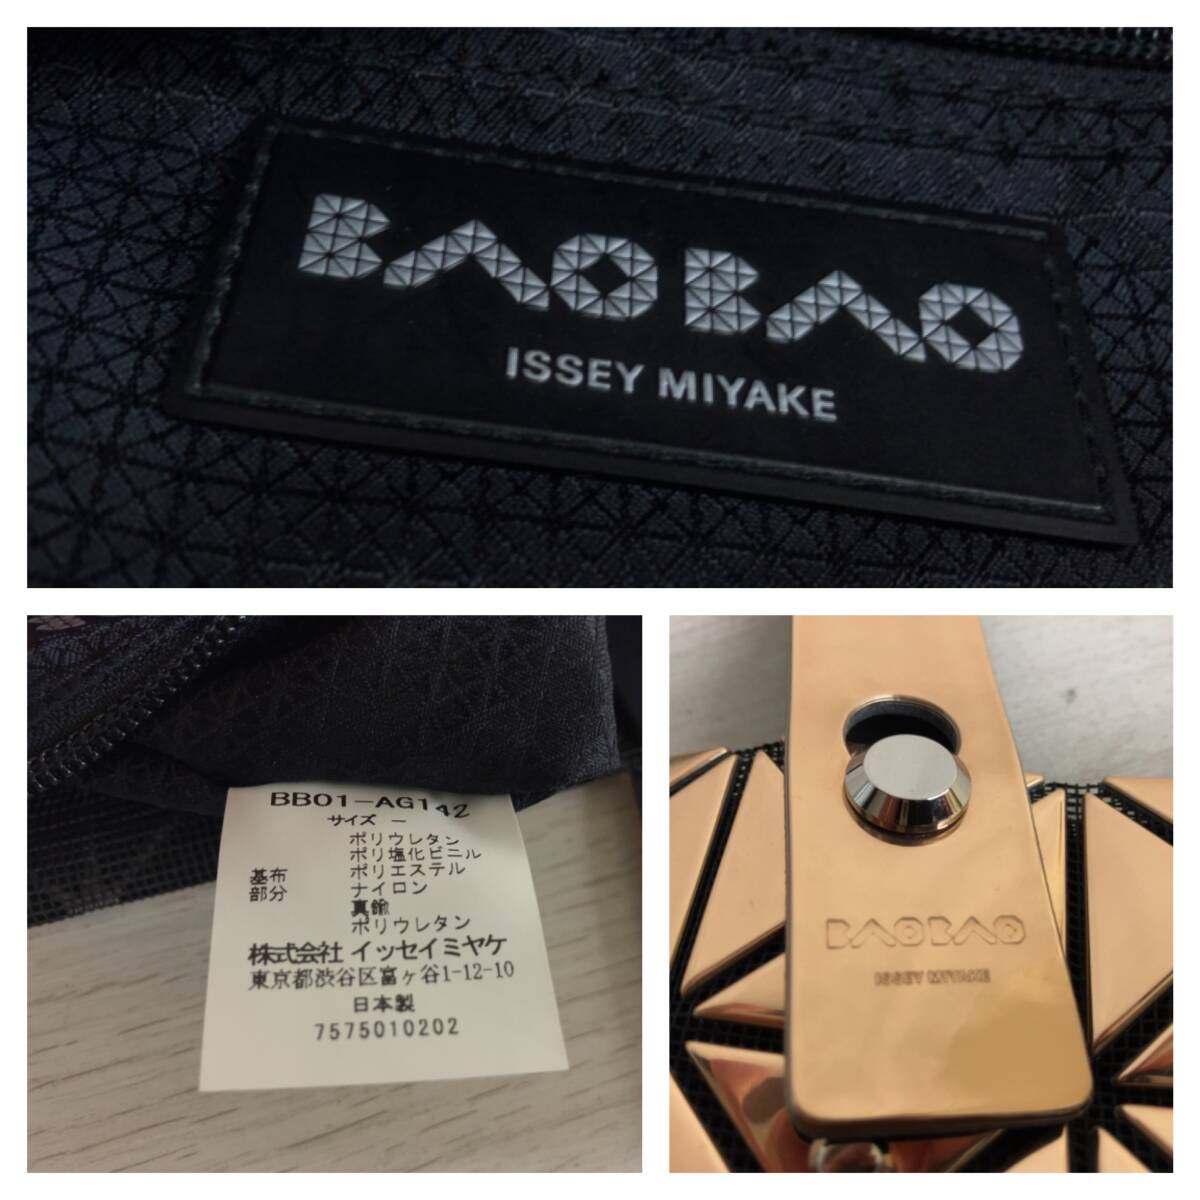 BAOBAO
ISSEY MIYAKE
BB01-AG142
サイズ －
ポリウレタン
ポリ塩化ビニル
基布 ポリエステル
部分 ナイロン
真鍮
ポリウレタン
株式会社 イッセイミヤケ
東京都渋谷区富ヶ谷1-12-10
日本製
7575010202
BAOBAO
ISSEY MIYAKE